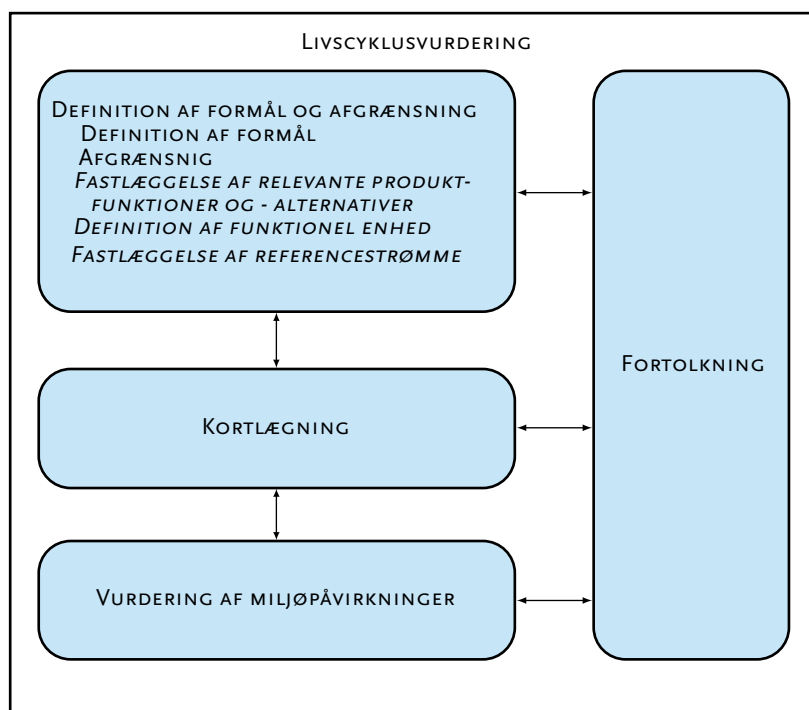 Livscyklusvurdering
Definition af formål og afgrænsning
Definition af formål
Afgrænsnig
Fastlæggelse af relevante produkt-
funktioner og - alternativer
Definition af funktionel enhed
Fastlæggelse af referencestrømme
Fortolkning
Kortlægning
Vurdering af miljøpåvirkninger